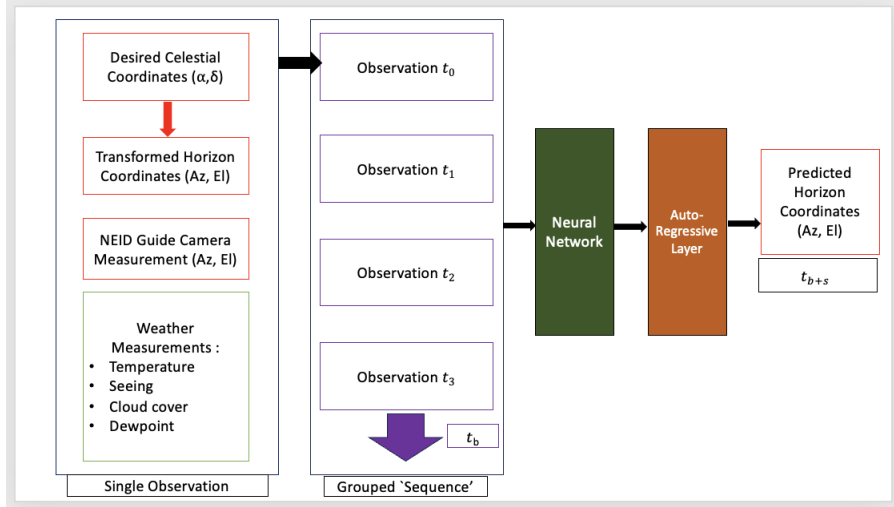 Desired Celestial
Coordinates (α,δ)
Transformed Horizon
Coordinates (Az, El)
NEID Guide Camera
Measurement (Az, El)
Weather
Measurements :
• Temperature
• Seeing
• Cloud cover
• Dewpoint
Single Observation
Observation t₀
Observation t₁
Observation t₂
Observation t₃
t_b
Grouped `Sequence'
Neural
Network
Auto-
Regressive
Layer
Predicted
Horizon
Coordinates
(Az, El)
t_{b+s}